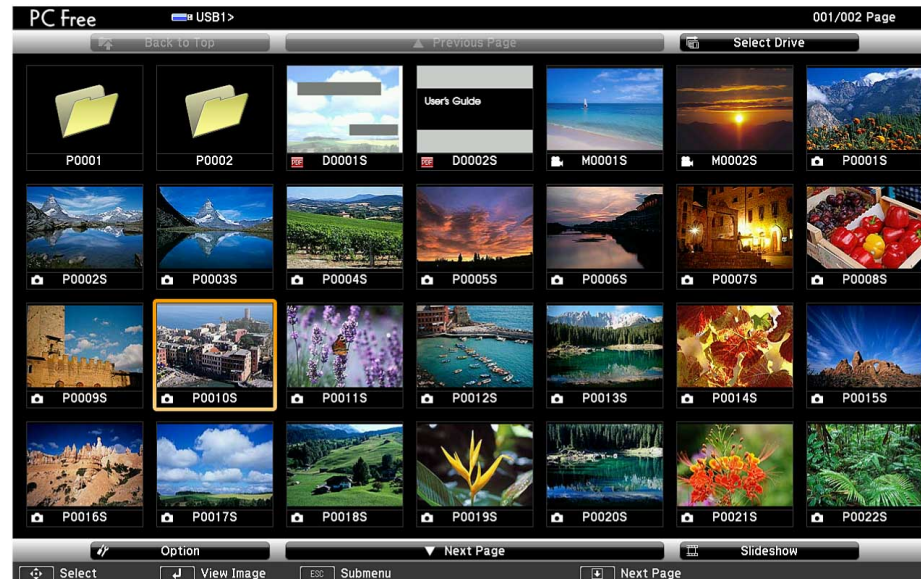 PC Free USB1> 001/002 Page
Back to Top ▲ Previous Page Select Drive
User's Guide
P0001 P0002 PDF D0001S PDF D0002S M0001S M0002S P0001S
P0002S P0003S P0004S P0005S P0006S P0007S P0008S
P0009S P0010S P0011S P0012S P0013S P0014S P0015S
P0016S P0017S P0018S P0019S P0020S P0021S P0022S
Option ▼ Next Page Slideshow
Select View Image ESC Submenu Next Page